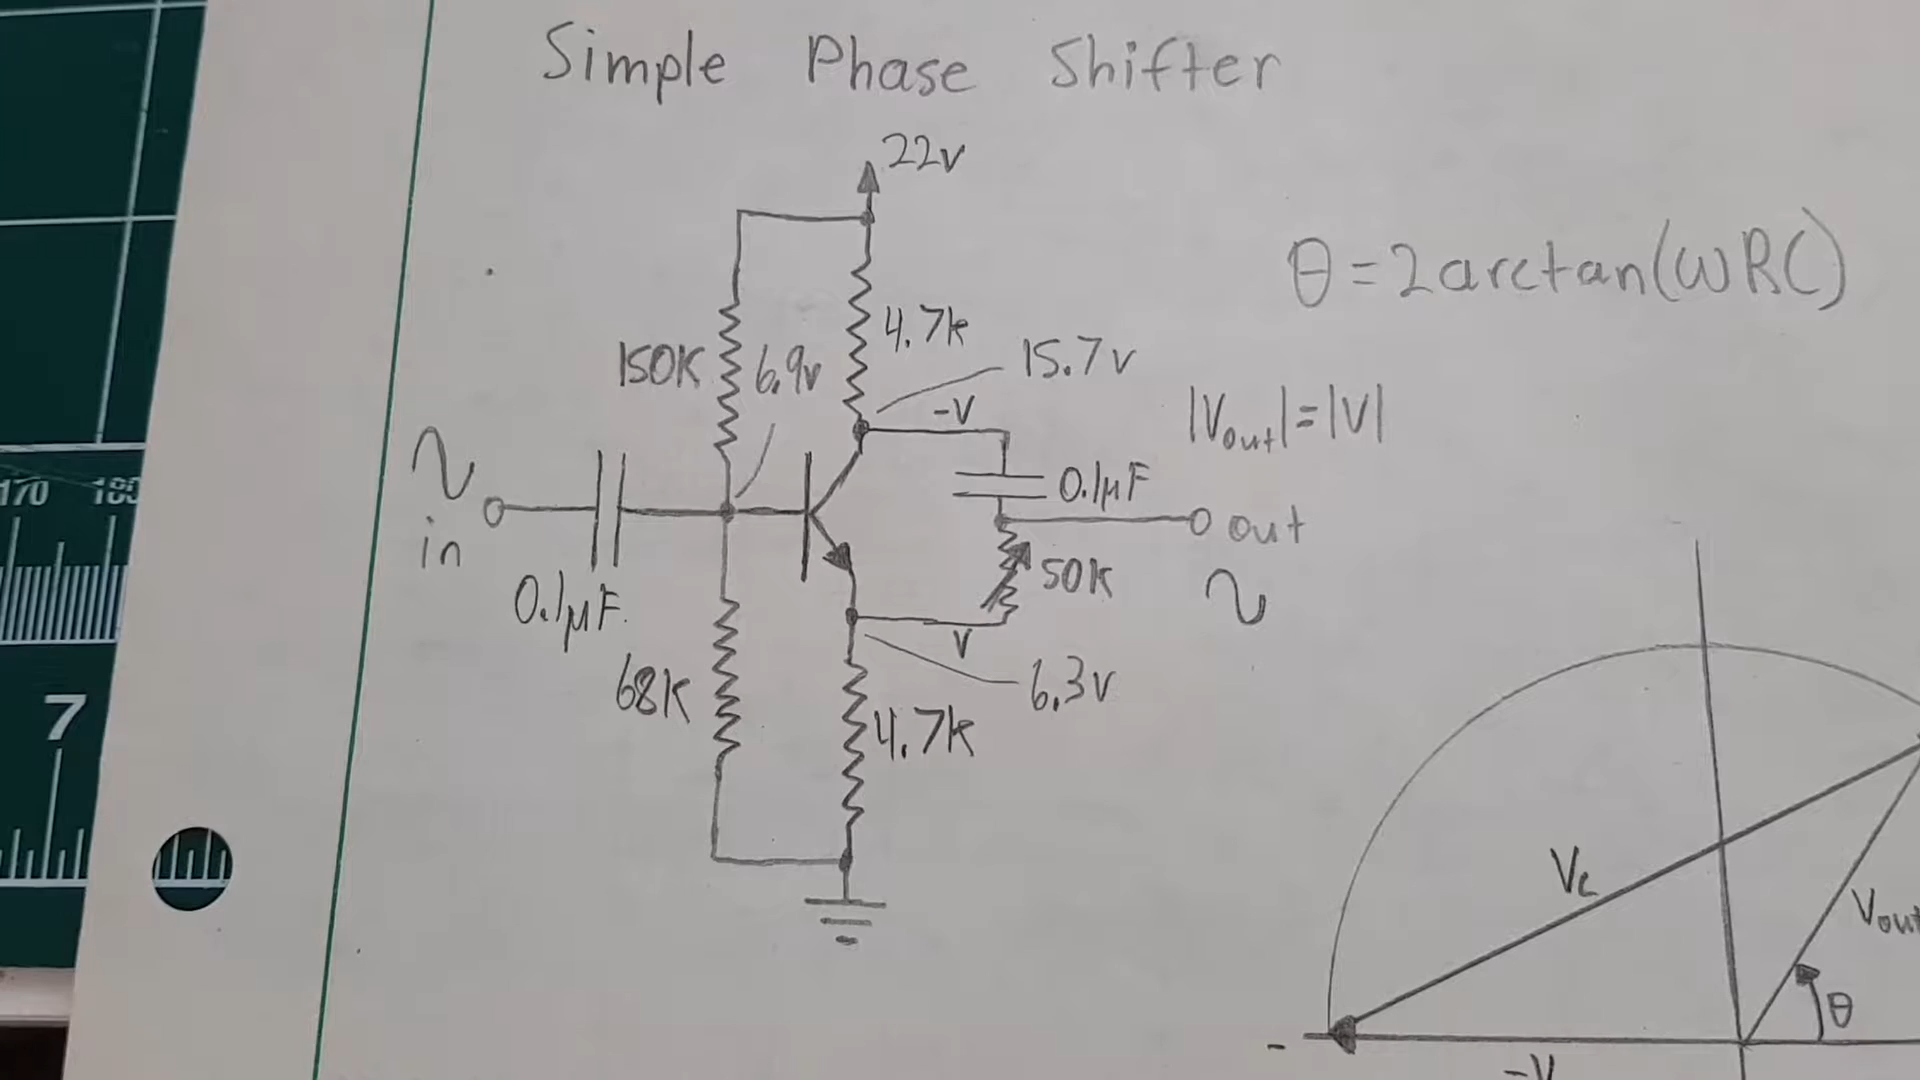 Simple Phase Shifter
22v
θ = 2arctan(ωRC)
4.7k
150K
6.9v
15.7v
-V
|Vout| = |V|
170 180
0.1μF
in
out
50K
0.1μF
V
68K
6.3v
7
4.7k
Vc
Vout
θ
-
-V